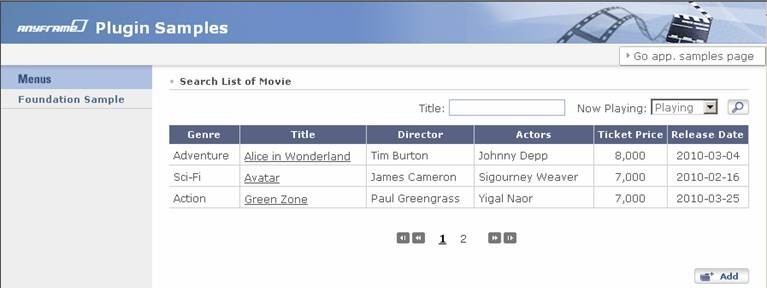 ANYFRAME Plugin Samples
Go app. samples page
Menus
Foundation Sample
Search List of Movie
Title: Now Playing: Playing
Genre Title Director Actors Ticket Price Release Date
Adventure Alice in Wonderland Tim Burton Johnny Depp 8,000 2010-03-04
Sci-Fi Avatar James Cameron Sigourney Weaver 7,000 2010-02-16
Action Green Zone Paul Greengrass Yigal Naor 7,000 2010-03-25
1 2
Add